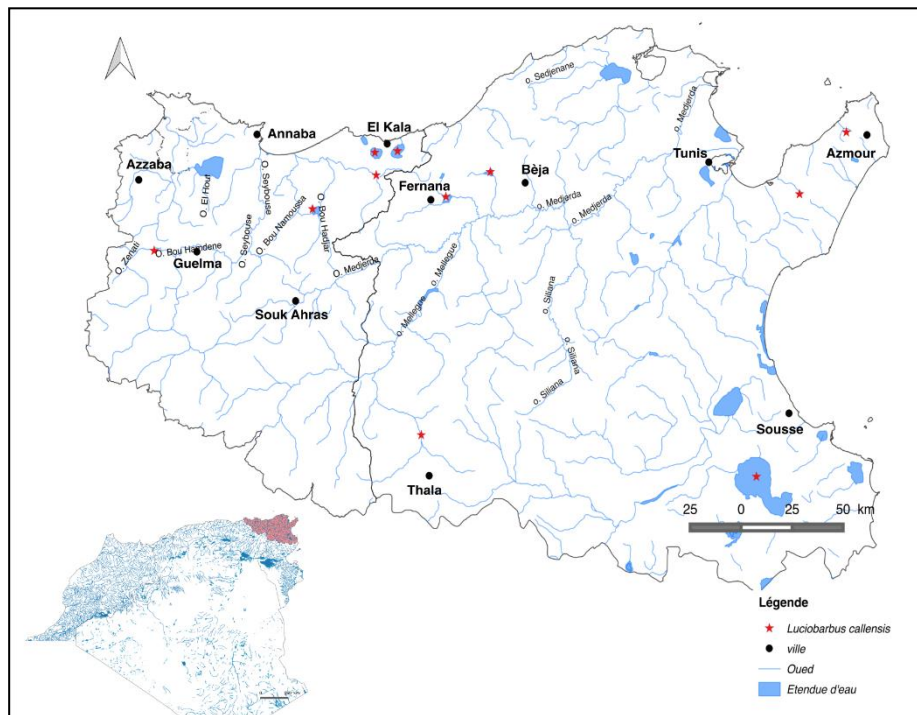 o. Sedjenane
o. Medjerda
Annaba
El Kala
Azzaba
O. El Hout
O. Seybouse
Fernana
Bèja
Tunis
Azmour
O. Zenati
O. Bou Hamdene
Guelma
O. Seybouse
O. Bou Namoussa
O. Bou Hadjar
O. Medjerda
o. Medjerda
o. Medjerda
Souk Ahras
o. Mellegue
o. Mellegue
o. Siliana
o. Siliana
o. Siliana
Thala
Sousse
25 0 25 50 km
Légende
Luciobarbus callensis
ville
Oued
Etendue d'eau